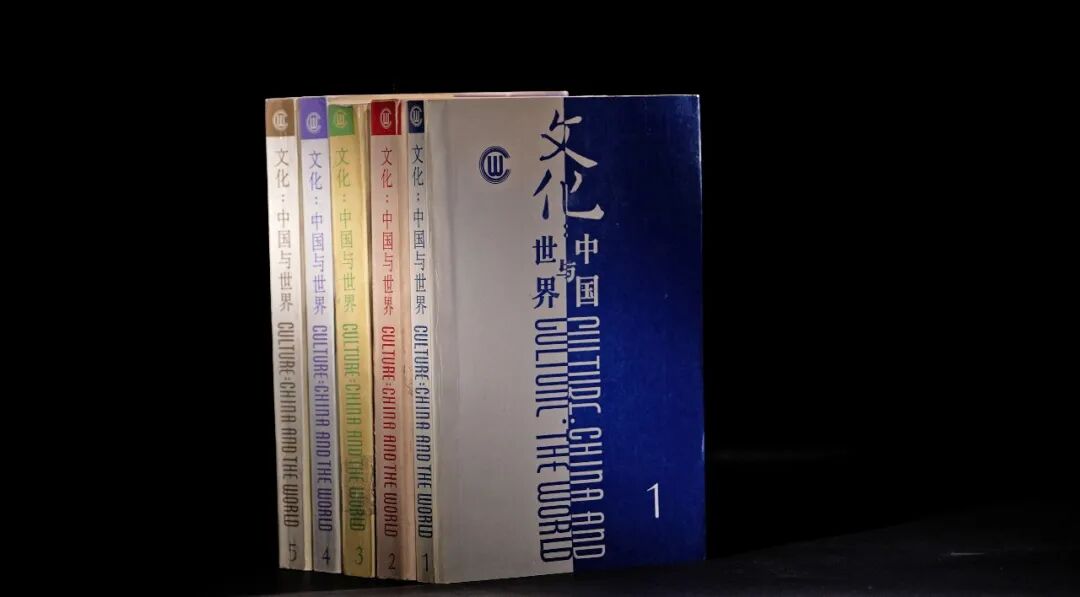 文化：中国与世界 CULTURE:CHINA AND THE WORLD 5
文化：中国与世界 CULTURE:CHINA AND THE WORLD 4
文化：中国与世界 CULTURE:CHINA AND THE WORLD 3
文化：中国与世界 CULTURE:CHINA AND THE WORLD 2
文化：中国与世界 CULTURE:CHINA AND THE WORLD 1
文化：
中国
与
世界
CULTURE:CHINA AND
CULTURE:THE WORLD
1